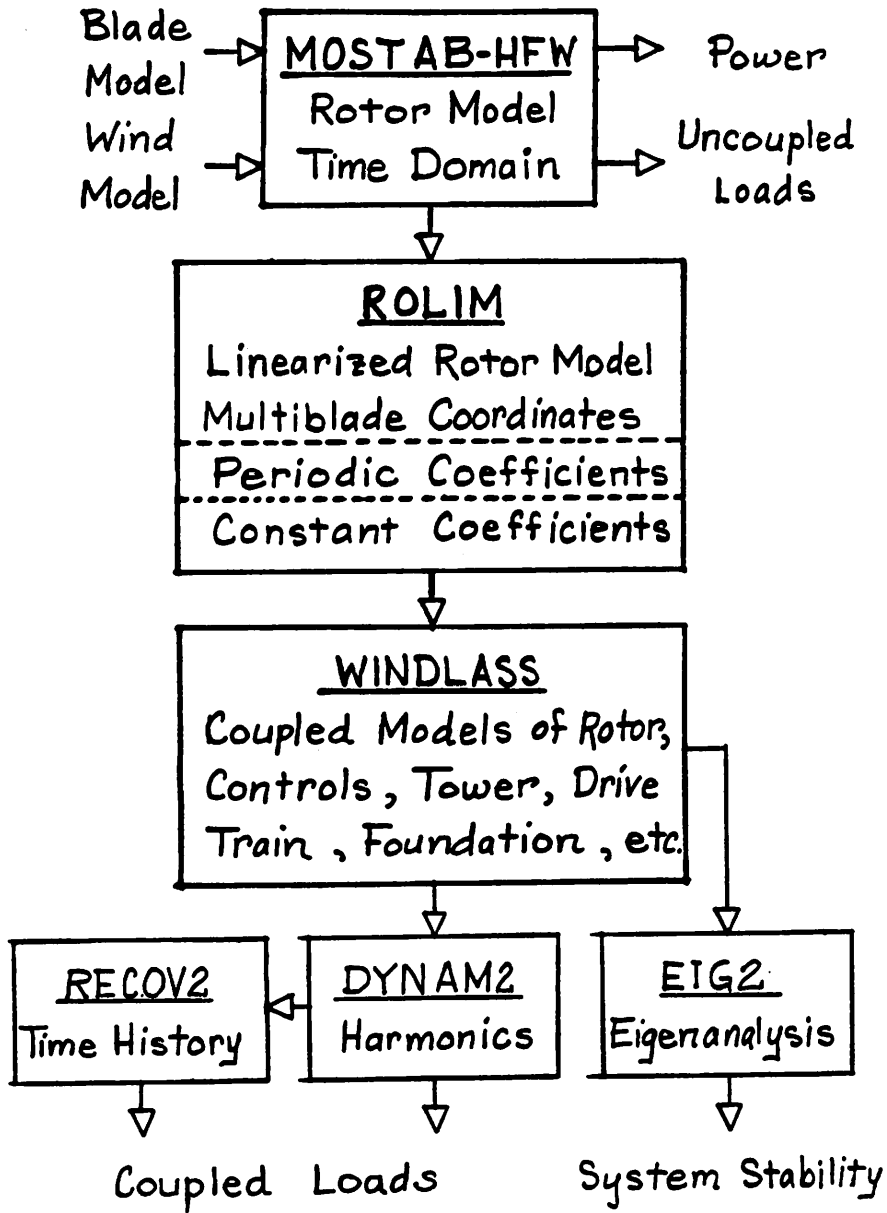 Blade
Model
Wind
Model
MOSTAB-HFW
Rotor Model
Time Domain
Power
Uncoupled
Loads
ROLIM
Linearized Rotor Model
Multiblade Coordinates
Periodic Coefficients
Constant Coefficients
WINDLASS
Coupled Models of Rotor,
Controls, Tower, Drive
Train, Foundation, etc.
RECOV2
Time History
DYNAM2
Harmonics
EIG2
Eigenanalysis
Coupled Loads
System Stability